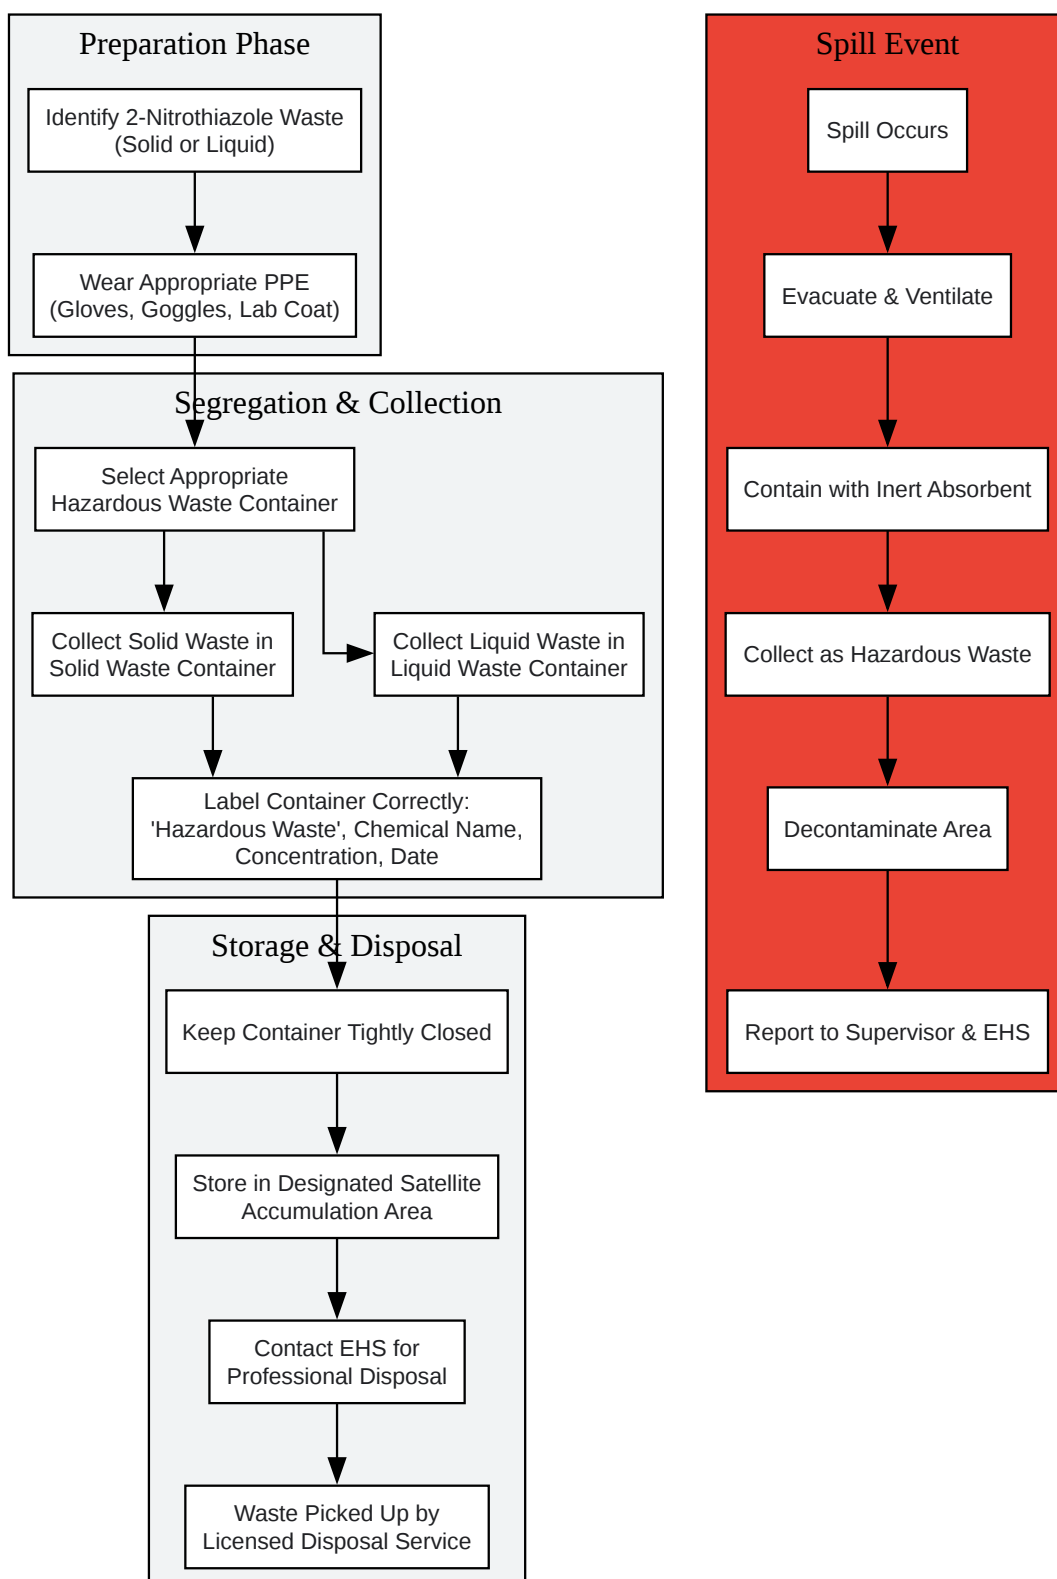 Preparation Phase
Identify 2-Nitrothiazole Waste
(Solid or Liquid)
Wear Appropriate PPE
(Gloves, Goggles, Lab Coat)
Segregation & Collection
Select Appropriate
Hazardous Waste Container
Collect Solid Waste in
Solid Waste Container
Collect Liquid Waste in
Liquid Waste Container
Label Container Correctly:
'Hazardous Waste', Chemical Name,
Concentration, Date
Storage & Disposal
Keep Container Tightly Closed
Store in Designated Satellite
Accumulation Area
Contact EHS for
Professional Disposal
Waste Picked Up by
Licensed Disposal Service
Spill Event
Spill Occurs
Evacuate & Ventilate
Contain with Inert Absorbent
Collect as Hazardous Waste
Decontaminate Area
Report to Supervisor & EHS